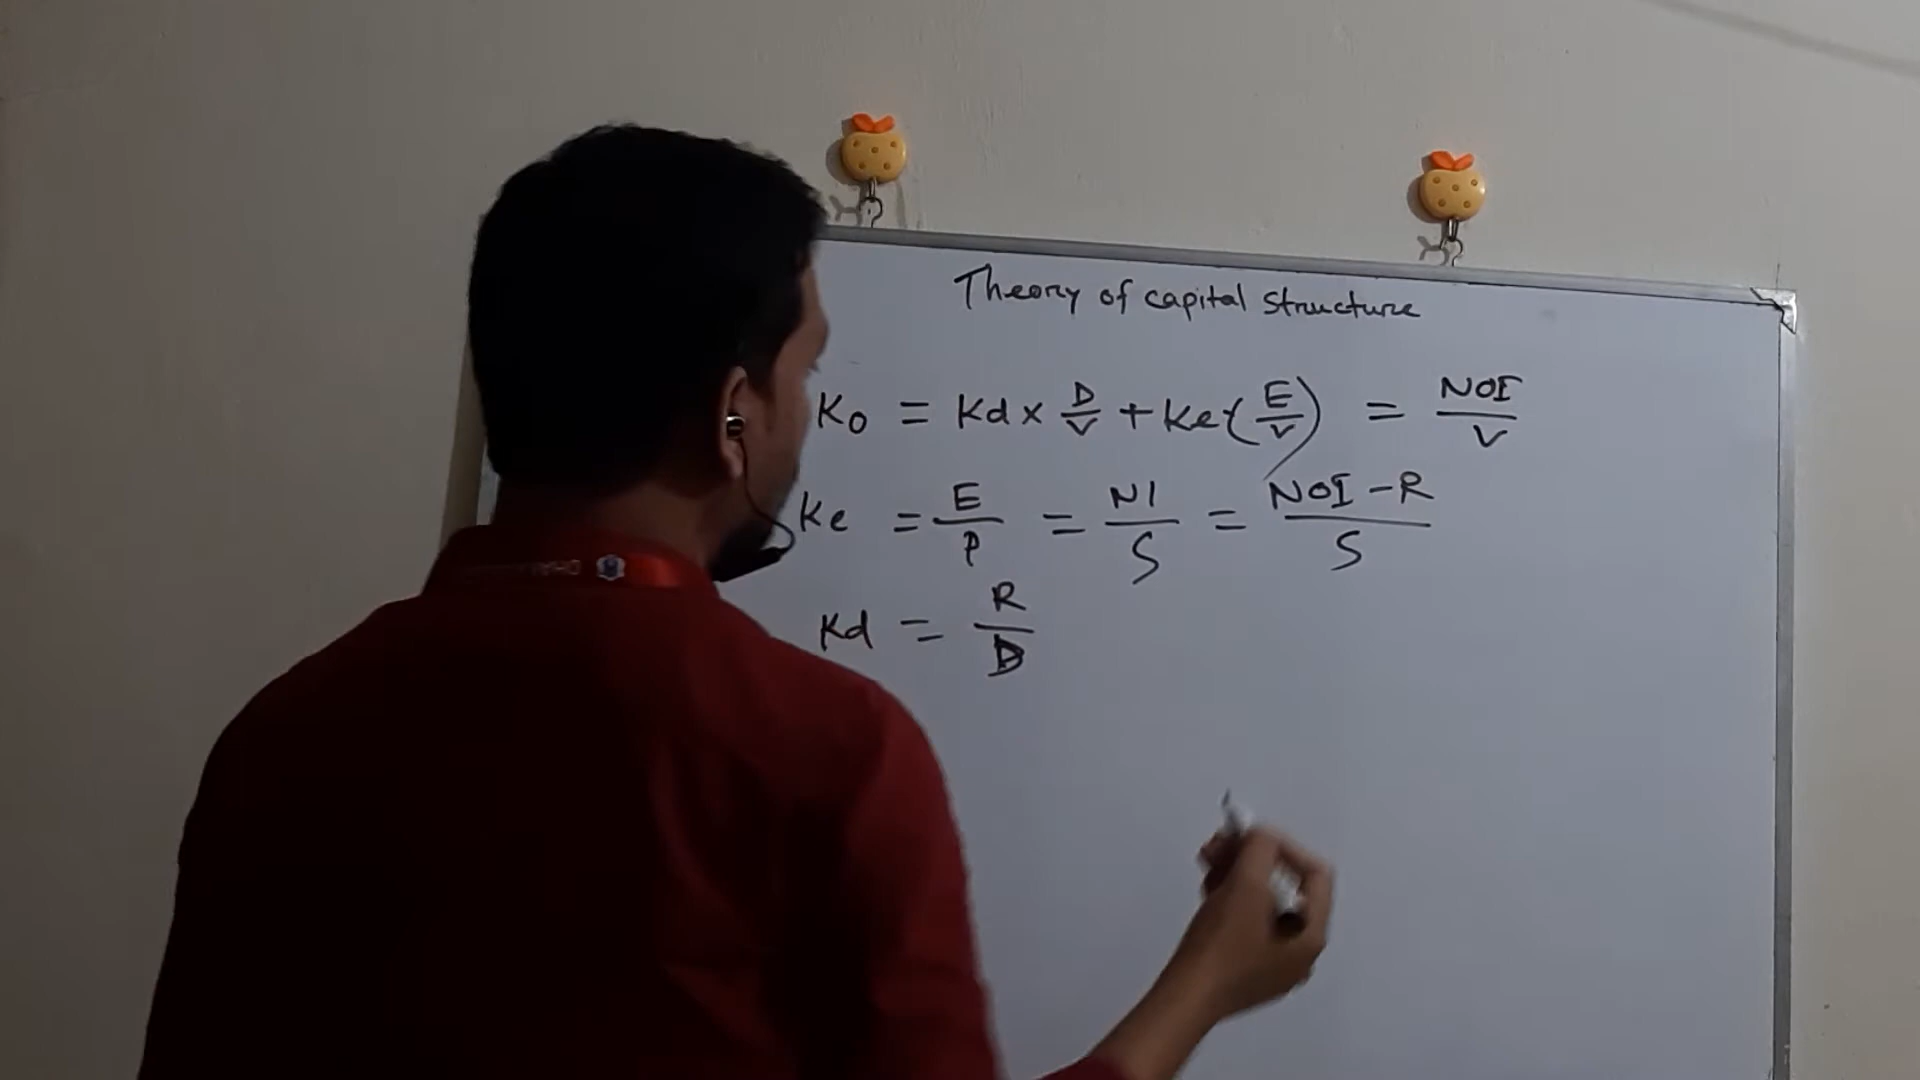 Theory of capital structure
Ko = Kd x D/V + Ke x (E/V) = NOI/V
Ke = E/P = NI/S = NOI - R/S
Kd = R/D